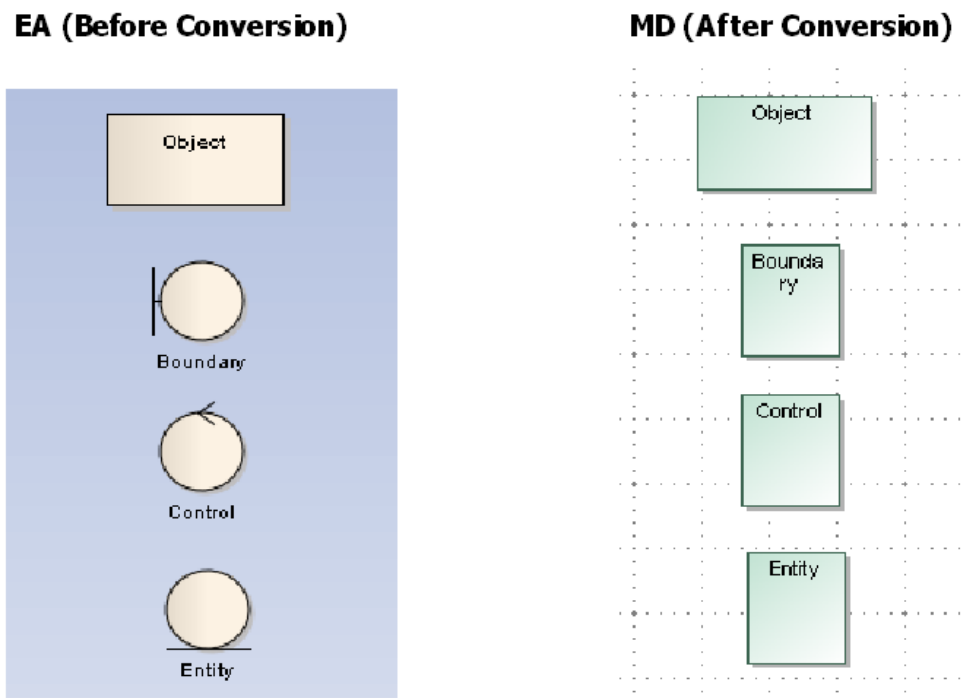 EA (Before Conversion)
MD (After Conversion)
Object
Object
Boundary
Bounda
ry
Control
Control
Entity
Entity